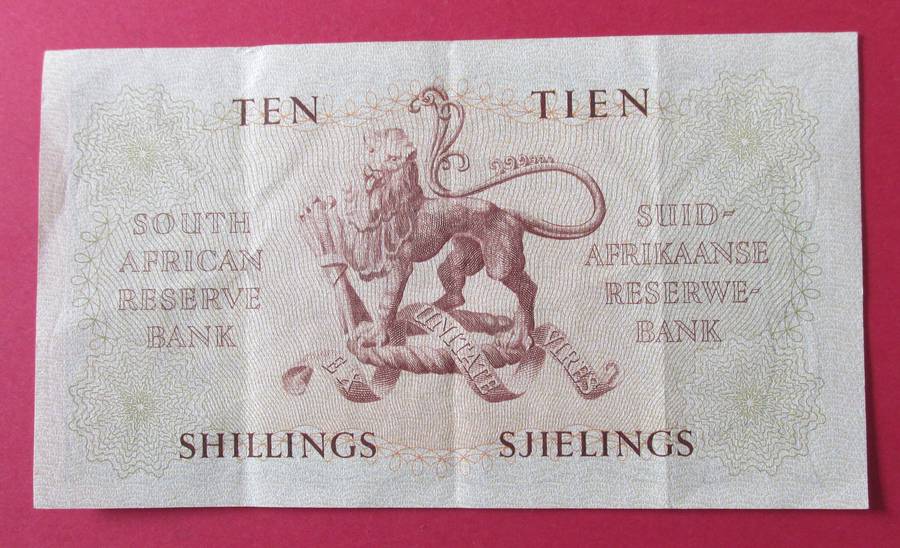 TEN
TIEN
SOUTH
AFRICAN
RESERVE
BANK
SUID-
AFRIKAANSE
RESERWE-
BANK
EX UNITATE VIRES
SHILLINGS
SJIELINGS